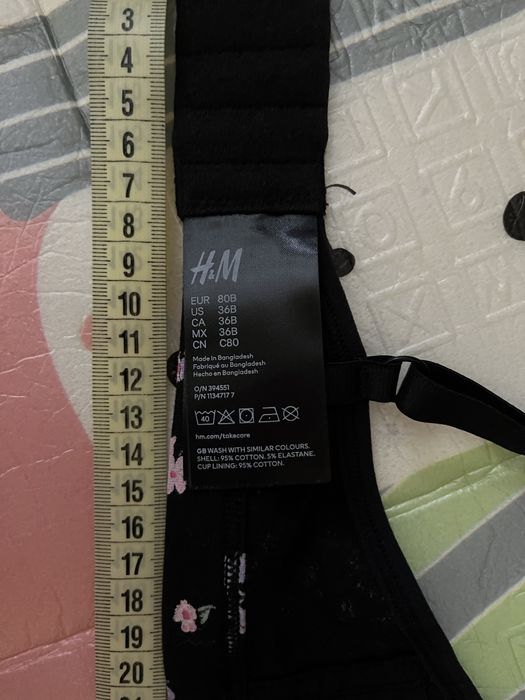 3
4
5
6
7
8
9
10
11
12
13
14
15
16
17
18
19
20
H&M
EUR 80B
US 36B
CA 36B
MX 36B
CN C80
Made in Bangladesh
Fabriqué au Bangladesh
Hecho en Bangladesh
O/N 394551
P/N 1134717 7
40
hm.com/takecare
GB WASH WITH SIMILAR COLOURS.
SHELL: 95% COTTON. 5% ELASTANE.
CUP LINING: 95% COTTON.